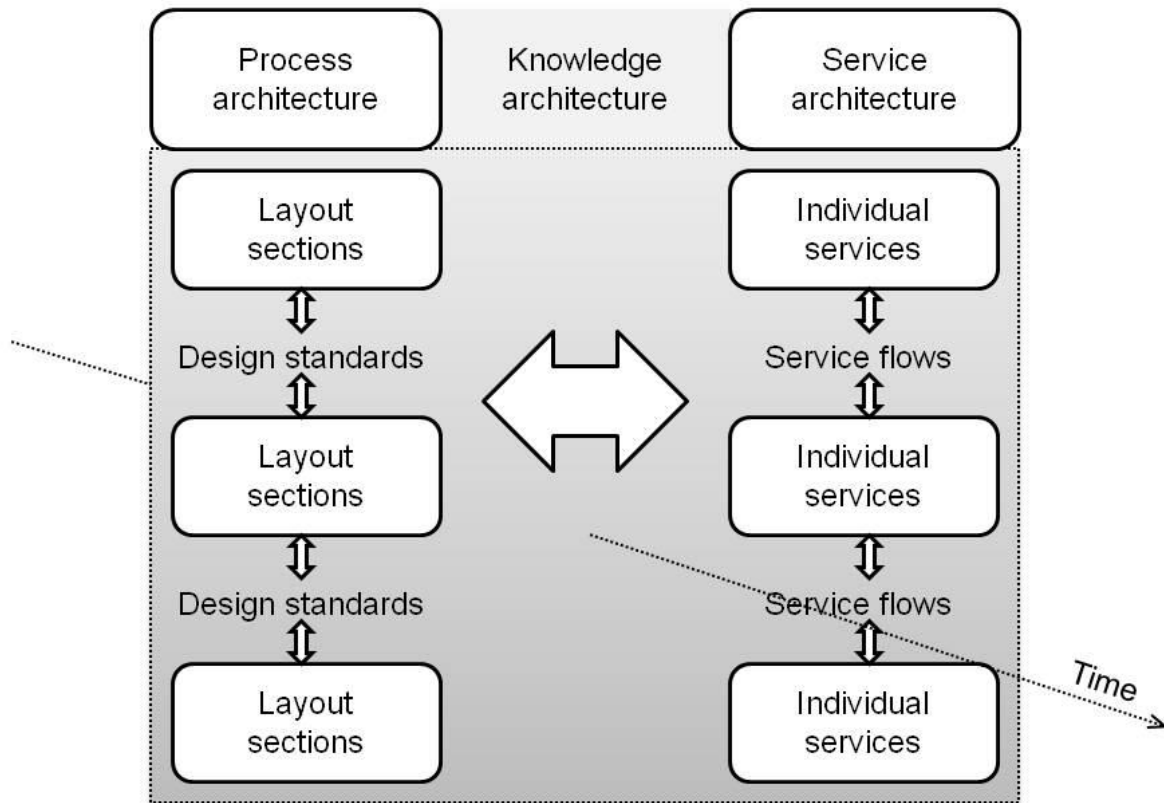 Process
architecture
Knowledge
architecture
Service
architecture
Layout
sections
Individual
services
Design standards
Service flows
Layout
sections
Individual
services
Design standards
Service flows
Time
Layout
sections
Individual
services